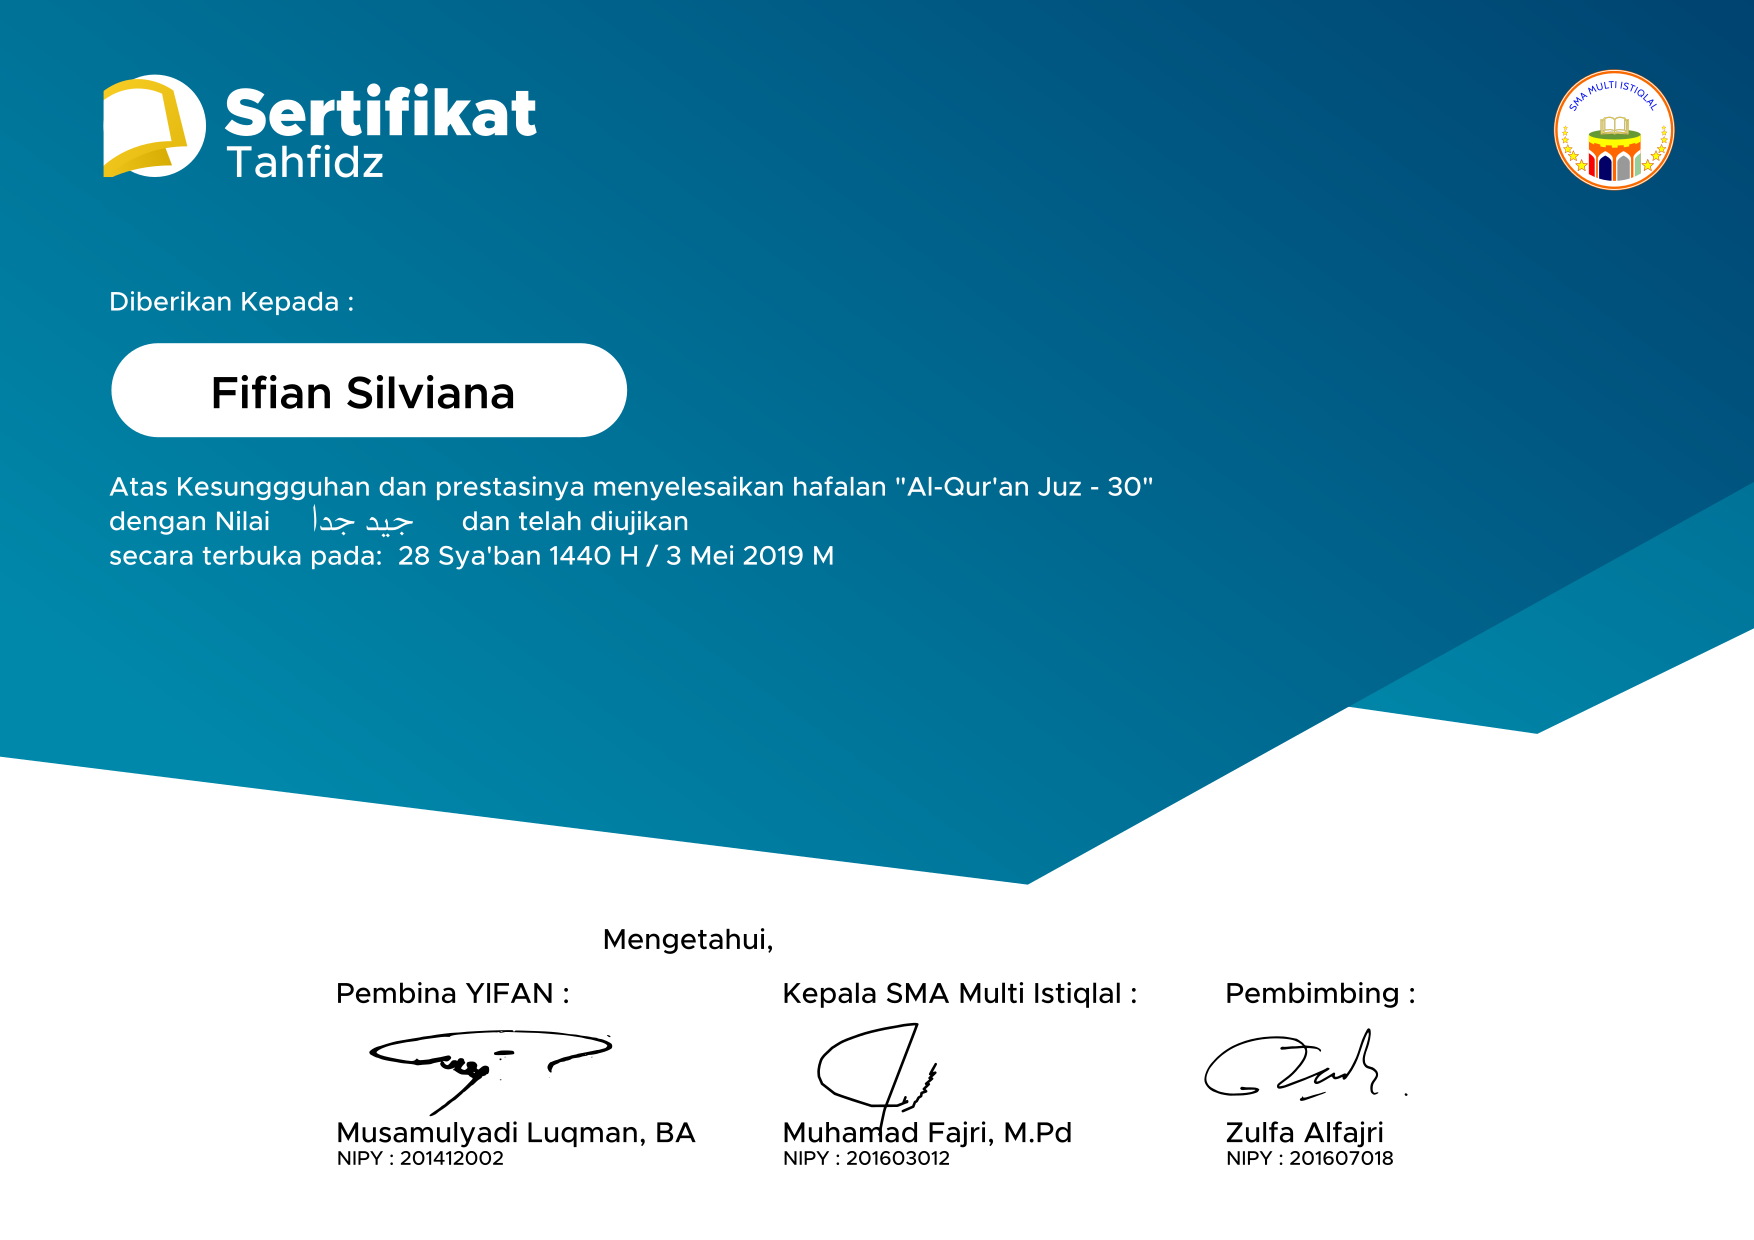 Sertifikat
Tahfidz
SMA MULTI ISTIQLAL
Diberikan Kepada :
Fifian Silviana
Atas Kesunggguhan dan prestasinya menyelesaikan hafalan "Al-Qur'an Juz - 30"
dengan Nilai جيد جدا dan telah diujikan
secara terbuka pada: 28 Sya'ban 1440 H / 3 Mei 2019 M
Mengetahui,
Pembina YIFAN : Kepala SMA Multi Istiqlal : Pembimbing :
Musamulyadi Luqman, BA Muhamad Fajri, M.Pd Zulfa Alfajri
NIPY : 201412002 NIPY : 201603012 NIPY : 201607018